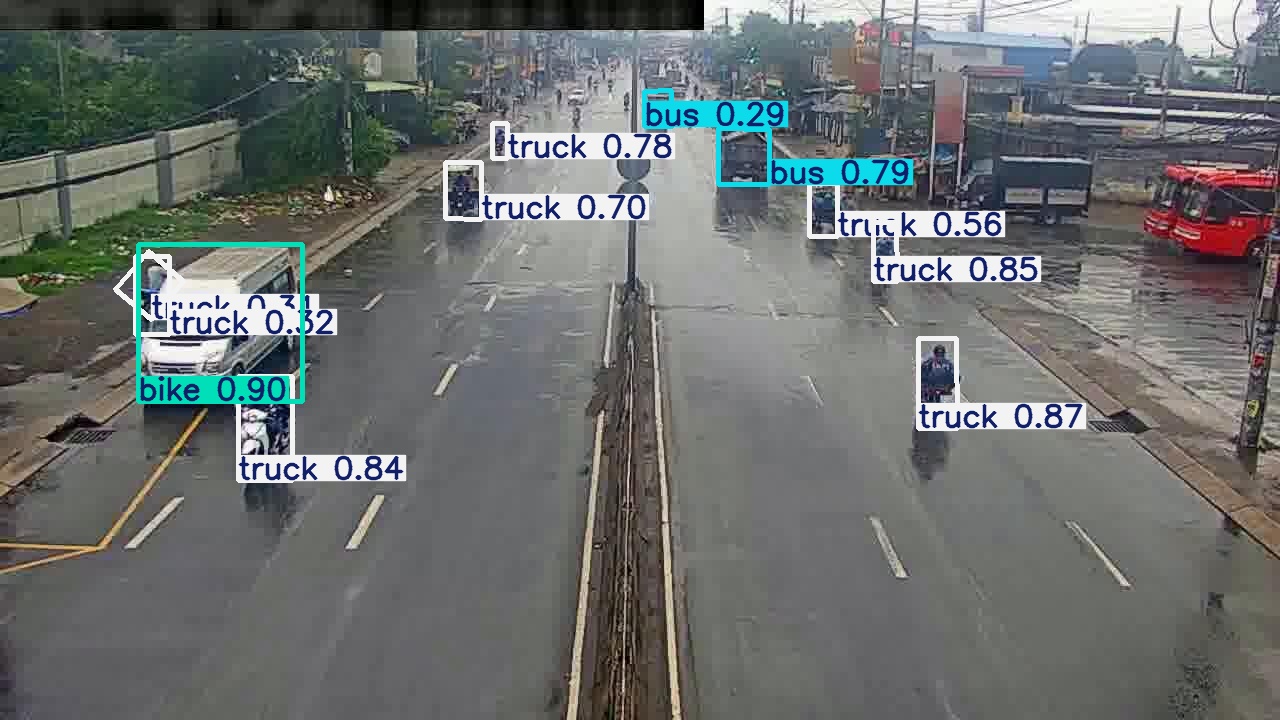 bus 0.29
truck 0.78
bus 0.79
truck 0.70
truck 0.56
truck 0.85
truck 0.31
truck 0.32
bike 0.90
truck 0.87
truck 0.84